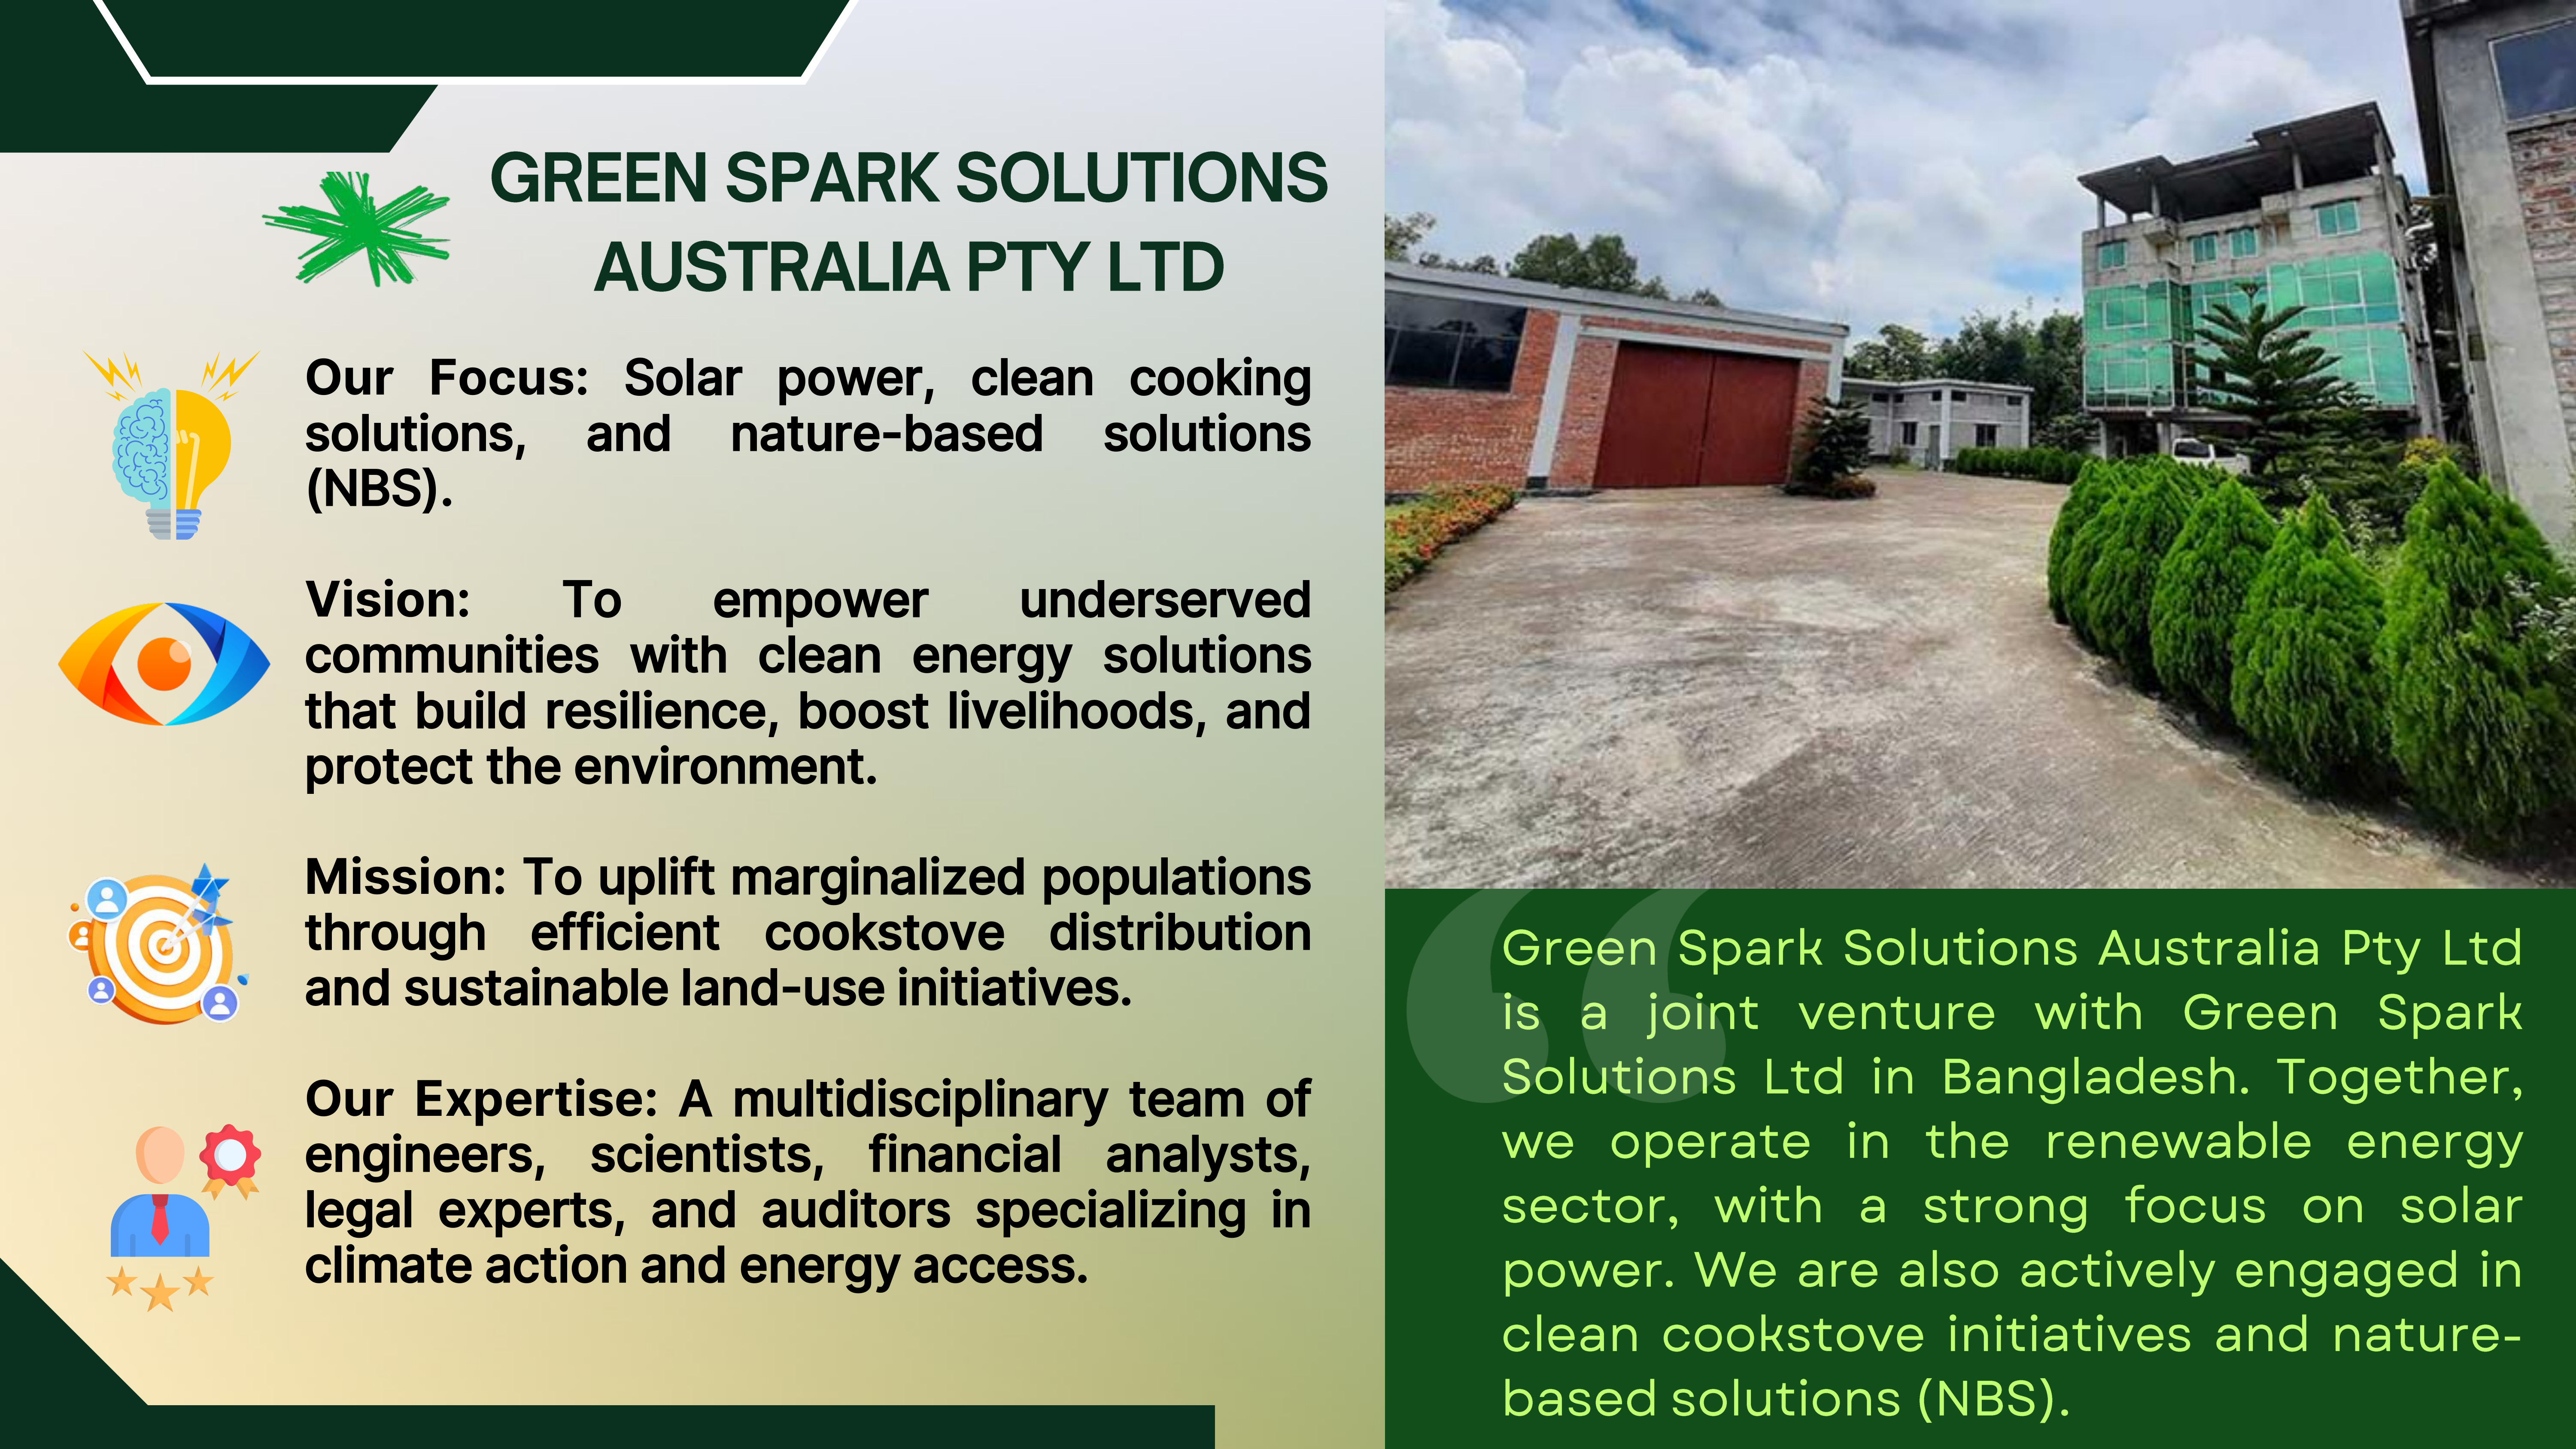 GREEN SPARK SOLUTIONS
AUSTRALIA PTY LTD
Our Focus: Solar power, clean cooking
solutions, and nature-based solutions
(NBS).
Vision: To empower underserved
communities with clean energy solutions
that build resilience, boost livelihoods, and
protect the environment.
Mission: To uplift marginalized populations
through efficient cookstove distribution
and sustainable land-use initiatives.
Our Expertise: A multidisciplinary team of
engineers, scientists, financial analysts,
legal experts, and auditors specializing in
climate action and energy access.
“
Green Spark Solutions Australia Pty Ltd
is a joint venture with Green Spark
Solutions Ltd in Bangladesh. Together,
we operate in the renewable energy
sector, with a strong focus on solar
power. We are also actively engaged in
clean cookstove initiatives and nature-
based solutions (NBS).